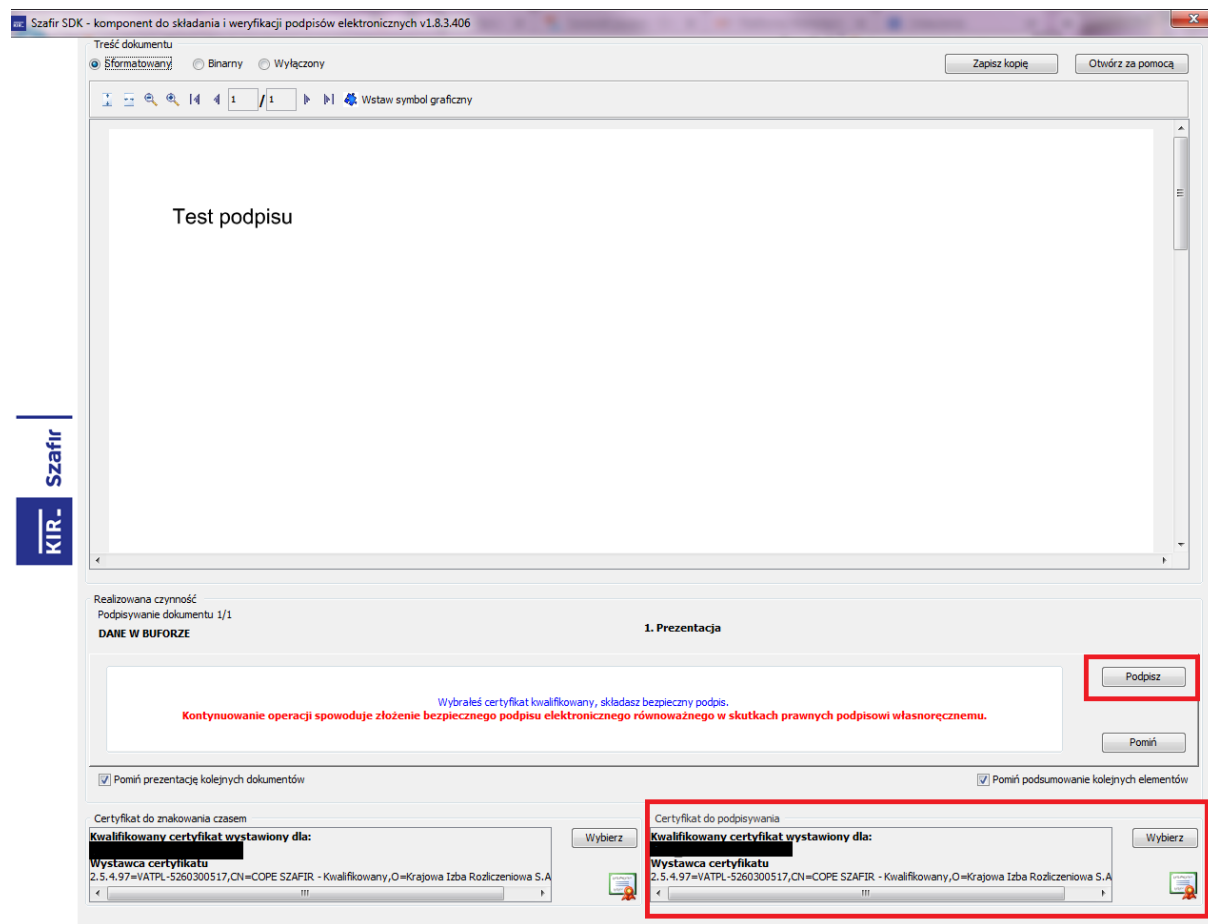 Szafir SDK - komponent do składania i weryfikacji podpisów elektronicznych v1.8.3.406
Treść dokumentu
Sformatowany Binarny Wyłączony Zapisz kopię Otwórz za pomocą
1 / 1 Wstaw symbol graficzny
Test podpisu
KIR Szafir
Realizowana czynność
Podpisywanie dokumentu 1/1
DANE W BUFORZE
1. Prezentacja
Podpisz
Wybrałeś certyfikat kwalifikowany, składasz bezpieczny podpis.
Kontynuowanie operacji spowoduje złożenie bezpiecznego podpisu elektronicznego równoważnego w skutkach prawnych podpisowi własnoręcznemu.
Pomiń
Pomiń prezentację kolejnych dokumentów Pomiń podsumowanie kolejnych elementów
Certyfikat do znakowania czasem
Kwalifikowany certyfikat wystawiony dla:
Wybierz
Wystawca certyfikatu
2.5.4.97=VATPL-5260300517,CN=COPE SZAFIR - Kwalifikowany,O=Krajowa Izba Rozliczeniowa S.A
Certyfikat do podpisywania
Kwalifikowany certyfikat wystawiony dla:
Wybierz
Wystawca certyfikatu
2.5.4.97=VATPL-5260300517,CN=COPE SZAFIR - Kwalifikowany,O=Krajowa Izba Rozliczeniowa S.A